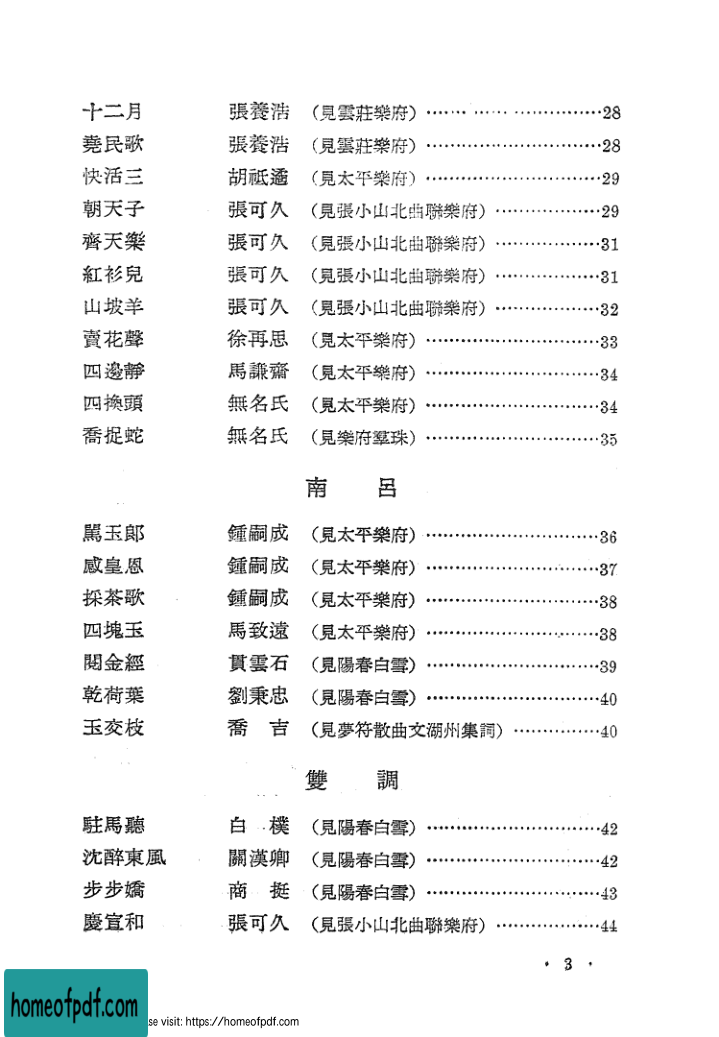 十二月 張養浩 (見雲莊樂府) ……………………28
堯民歌 張養浩 (見雲莊樂府) ……………………28
快活三 胡祗遹 (見太平樂府) ……………………29
朝天子 張可久 (見張小山北曲聯樂府) ……………29
齊天樂 張可久 (見張小山北曲聯樂府) ……………31
紅衫兒 張可久 (見張小山北曲聯樂府) ……………31
山坡羊 張可久 (見張小山北曲聯樂府) ……………32
賣花聲 徐再思 (見太平樂府) ……………………33
四邊靜 馬謙齋 (見太平樂府) ……………………34
四換頭 無名氏 (見太平樂府) ……………………34
喬捉蛇 無名氏 (見樂府羣珠) ……………………35
南 呂
罵玉郎 鍾嗣成 (見太平樂府) ……………………36
感皇恩 鍾嗣成 (見太平樂府) ……………………37
採茶歌 鍾嗣成 (見太平樂府) ……………………38
四塊玉 馬致遠 (見太平樂府) ……………………38
閱金經 貫雲石 (見陽春白雪) ……………………39
乾荷葉 劉秉忠 (見陽春白雪) ……………………40
玉交枝 喬 吉 (見夢符散曲文湖州集詞) ……………40
雙 調
駐馬聽 白 樸 (見陽春白雪) ……………………42
沈醉東風 關漢卿 (見陽春白雪) ……………………42
步步嬌 商 挺 (見陽春白雪) ……………………43
慶宣和 張可久 (見張小山北曲聯樂府) ……………44
· 3 ·
homeofpdf.com
se visit: https://homeofpdf.com